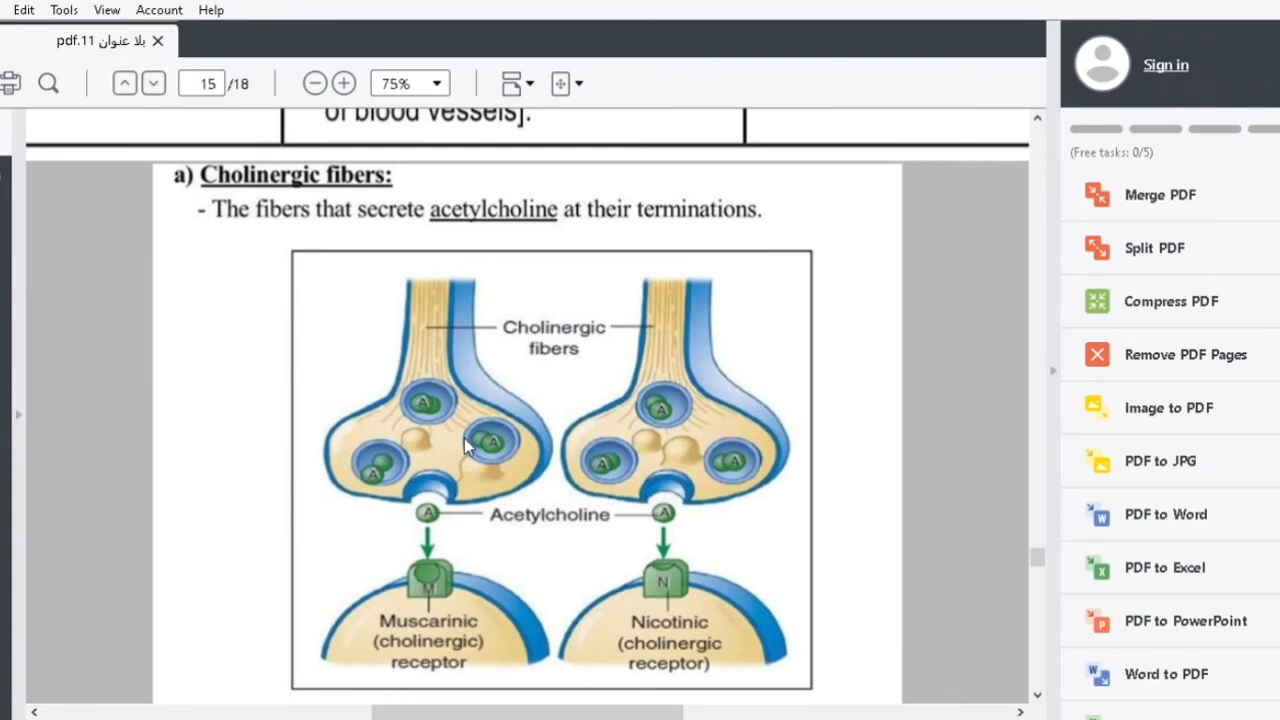 Edit Tools View Account Help
بلا عنوان 11.pdf
15 /18 75%
Sign in
(Free tasks: 0/5)
of blood vessels].
a) Cholinergic fibers:
- The fibers that secrete acetylcholine at their terminations.
Cholinergic
fibers
A A
A A A A
Acetylcholine
A A
M N
Muscarinic
(cholinergic)
receptor
Nicotinic
(cholinergic
receptor)
Merge PDF
Split PDF
Compress PDF
Remove PDF Pages
Image to PDF
PDF to JPG
PDF to Word
PDF to Excel
PDF to PowerPoint
Word to PDF